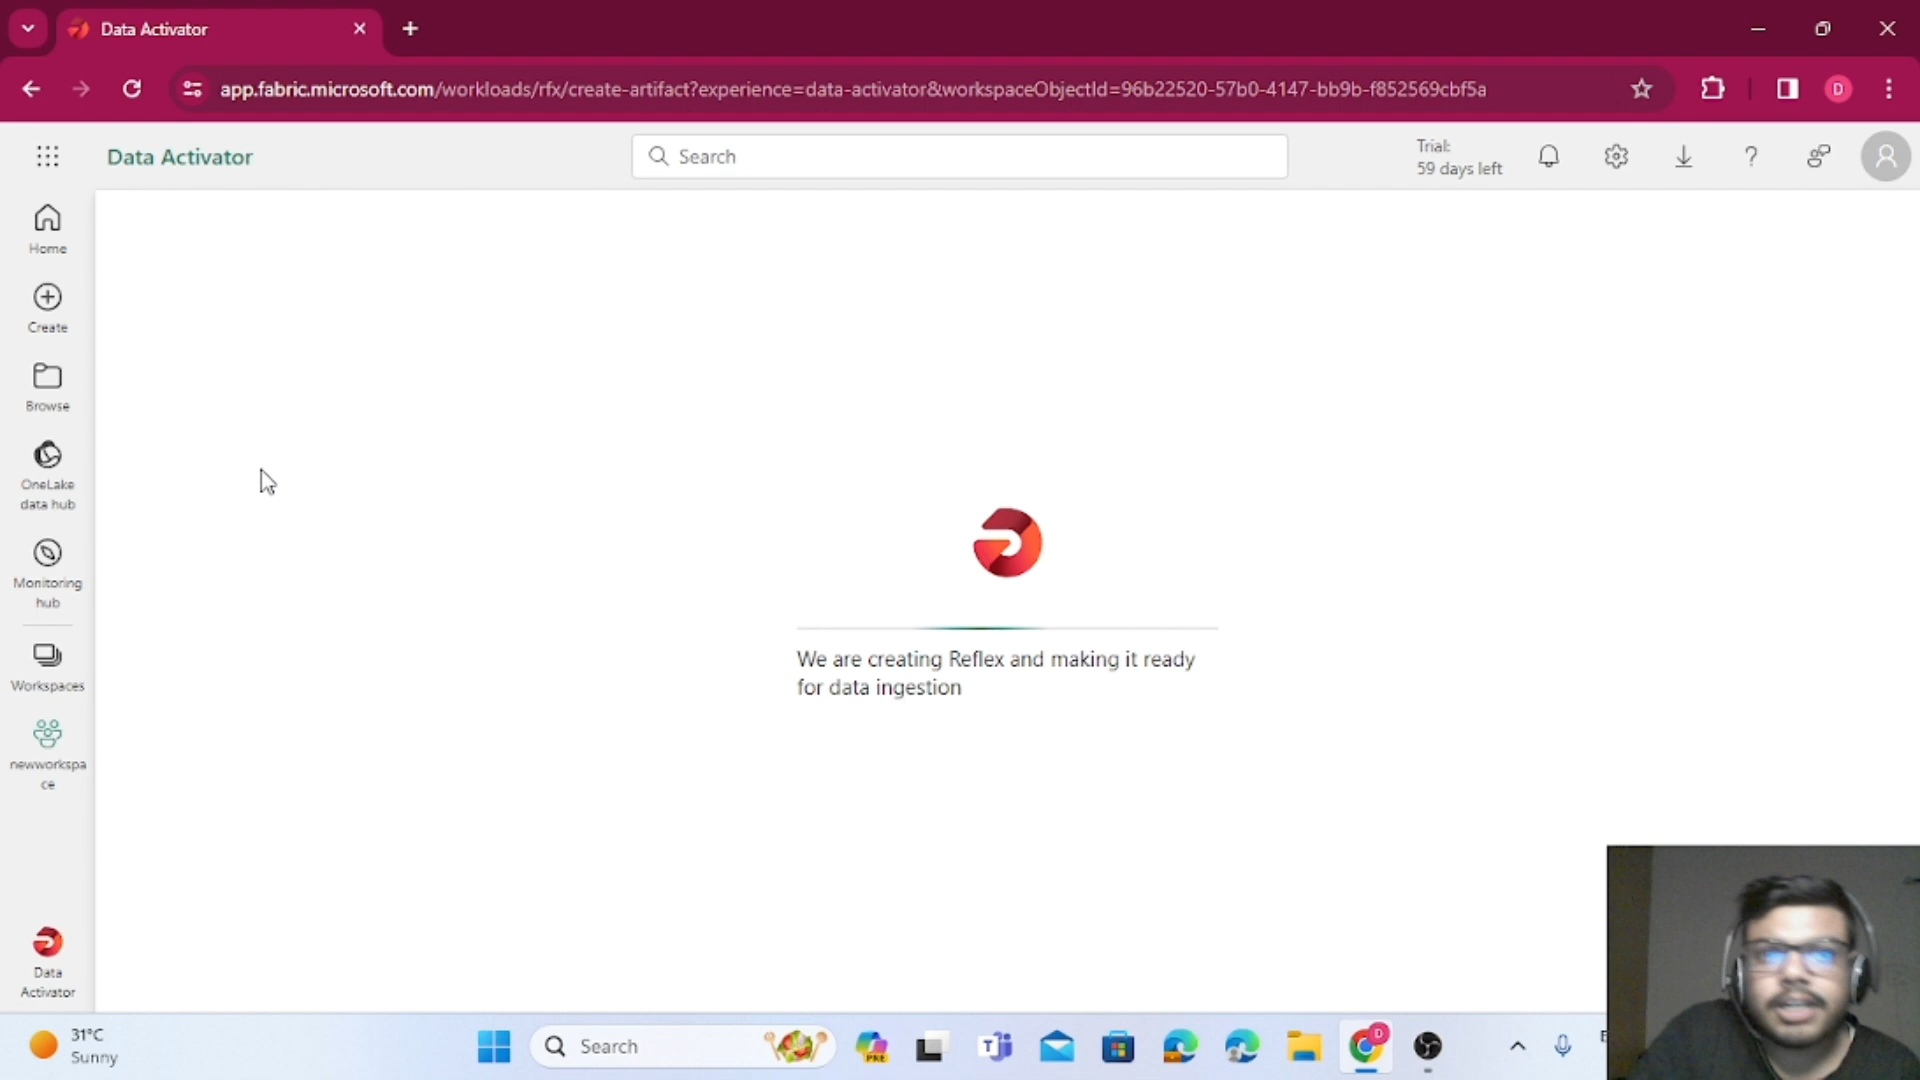 Data Activator
app.fabric.microsoft.com/workloads/rfx/create-artifact?experience=data-activator&workspaceObjectId=96b22520-57b0-4147-bb9b-f852569cbf5a
D
Data Activator
Search
Trial:
59 days left
Home
Create
Browse
OneLake
data hub
Monitoring
hub
Workspaces
newworkspa
ce
Data
Activator
We are creating Reflex and making it ready
for data ingestion
31°C
Sunny
Search
PRE
T
D
E